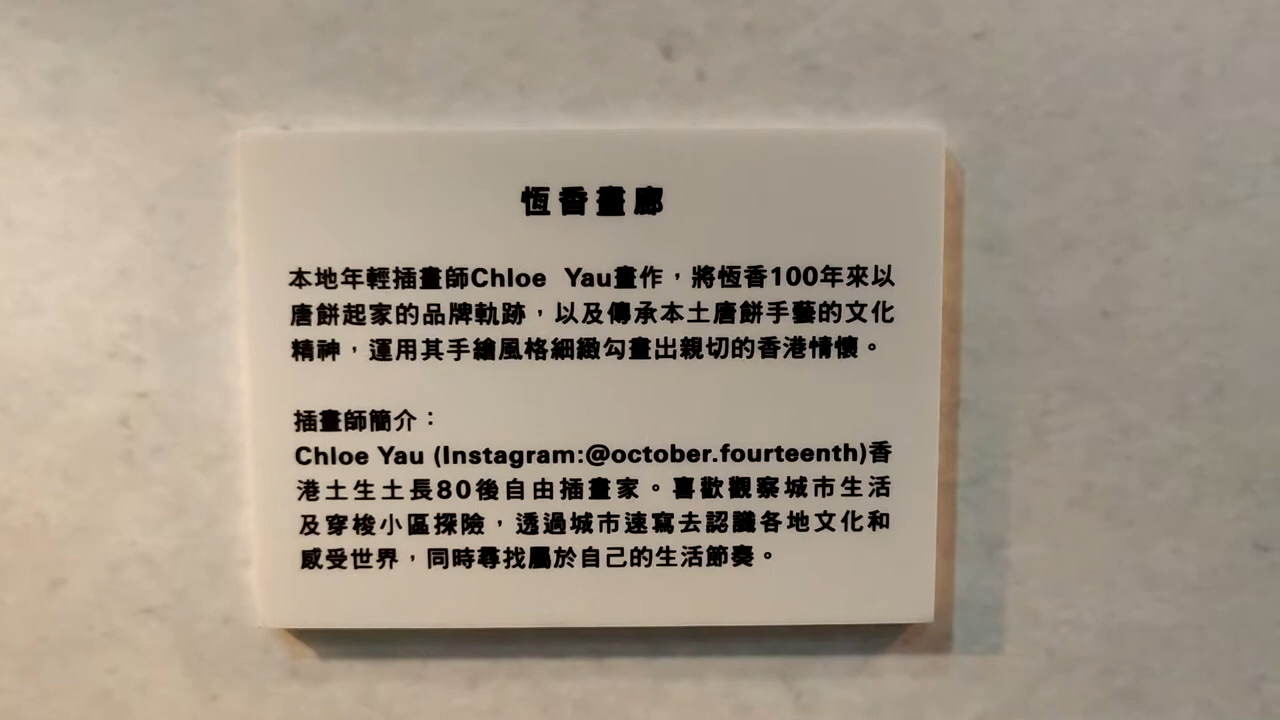 恆香畫廊
本地年輕插畫師Chloe Yau畫作，將恆香100年來以
唐餅起家的品牌軌跡，以及傳承本土唐餅手藝的文化
精神，運用其手繪風格細緻勾畫出親切的香港情懷。
插畫師簡介：
Chloe Yau (Instagram:@october.fourteenth)香
港土生土長80後自由插畫家。喜歡觀察城市生活
及穿梭小區探險，透過城市速寫去認識各地文化和
感受世界，同時尋找屬於自己的生活節奏。